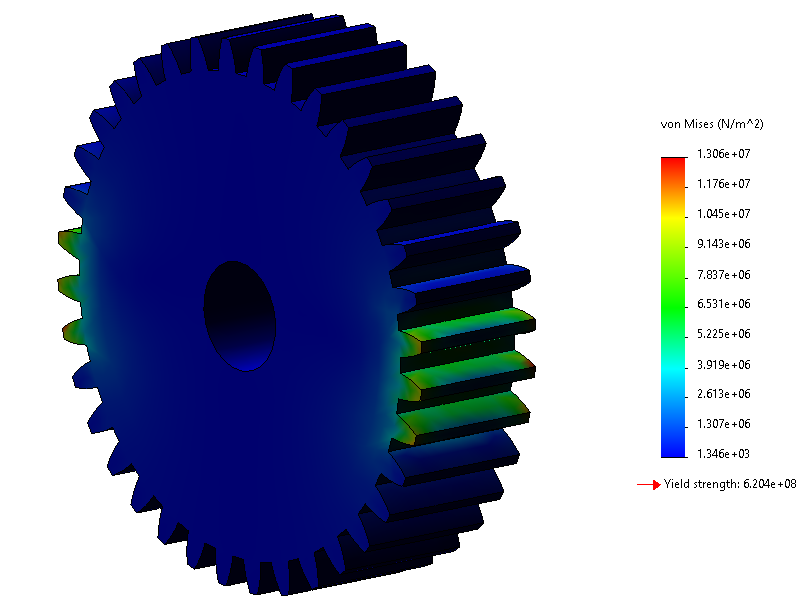 von Mises (N/m^2)
1.306e+07
1.176e+07
1.045e+07
9.143e+06
7.837e+06
6.531e+06
5.225e+06
3.919e+06
2.613e+06
1.307e+06
1.346e+03
Yield strength: 6.204e+08